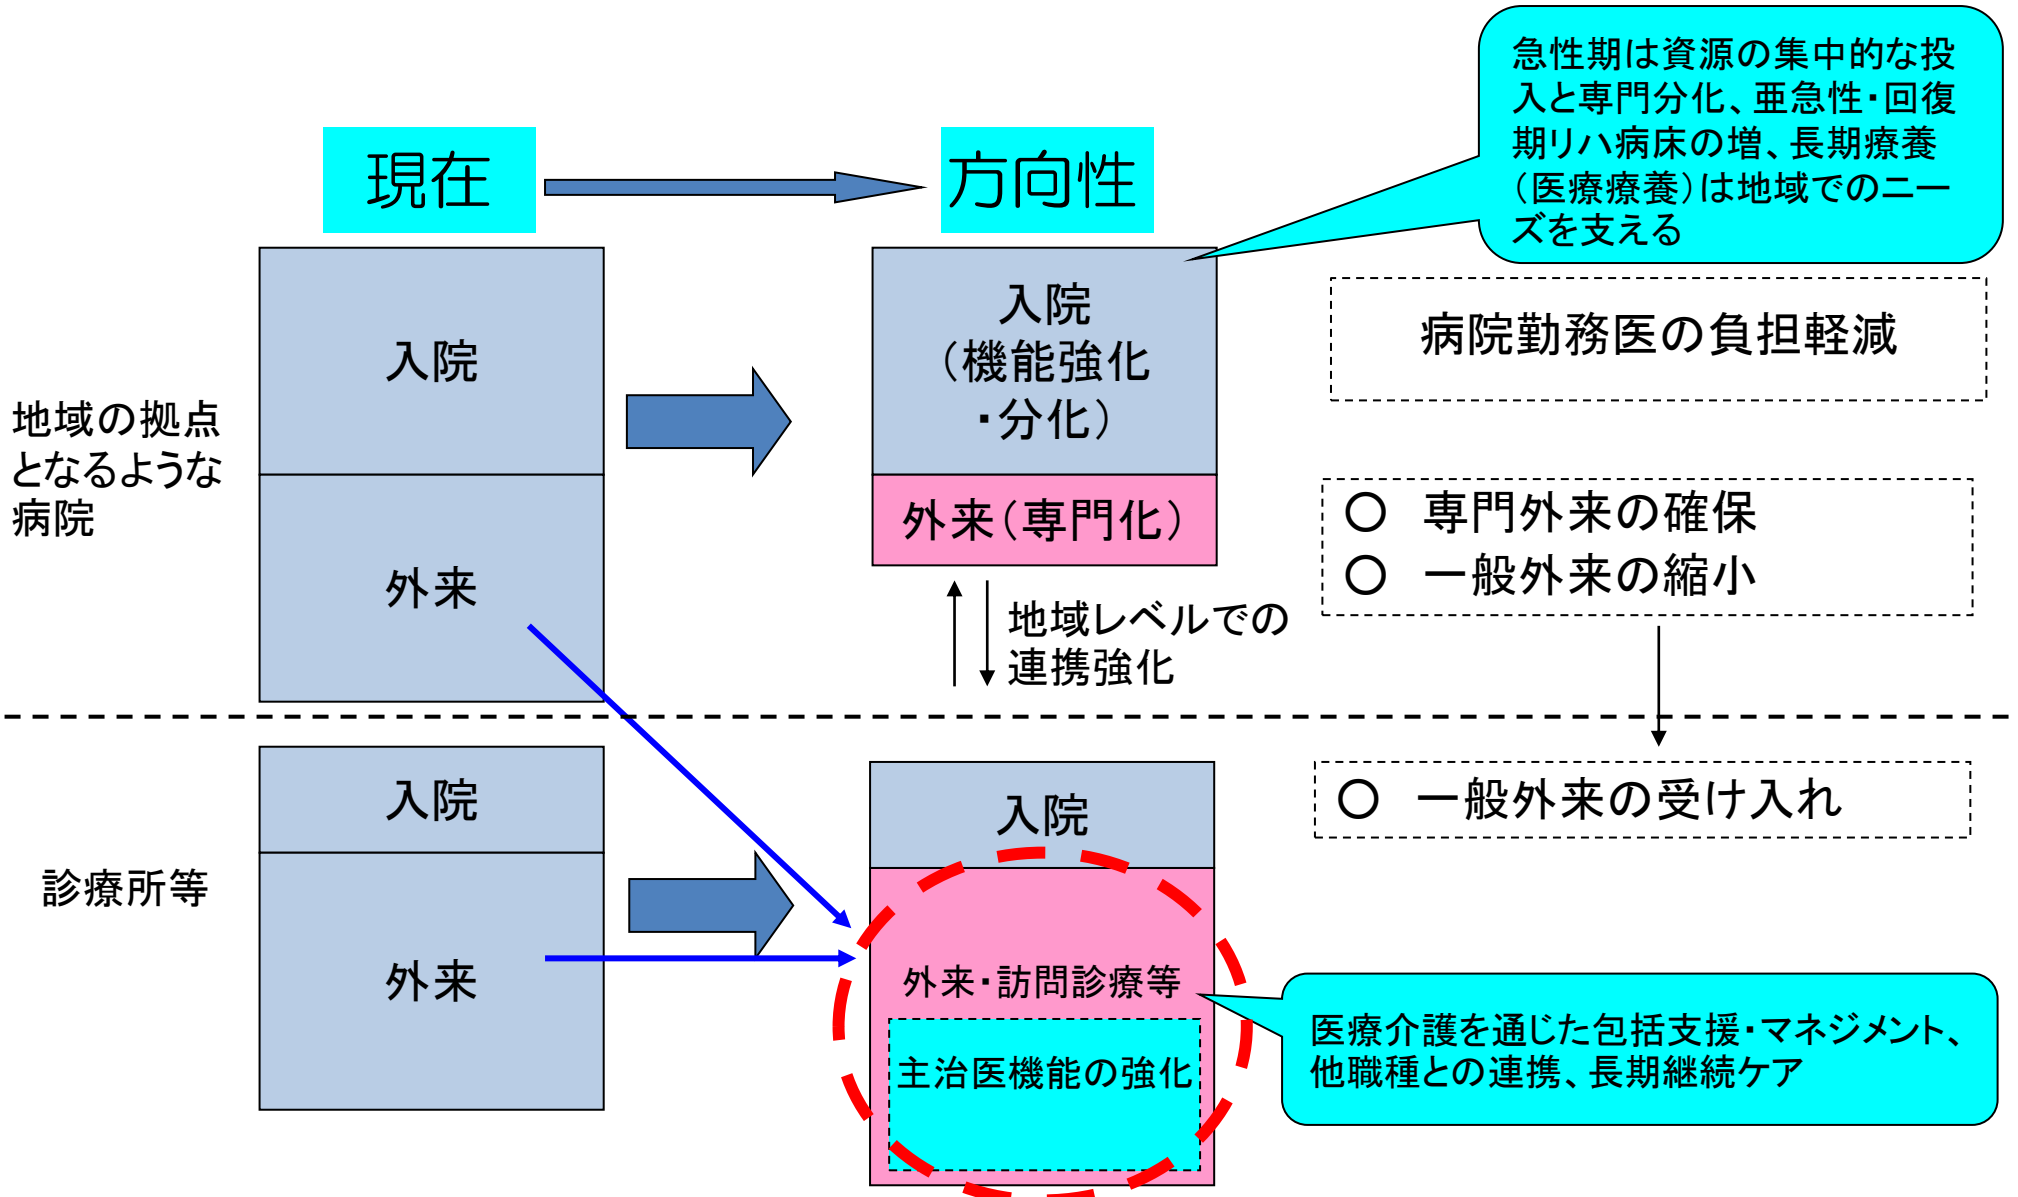 現在
方向性
急性期は資源の集中的な投
入と専門分化、亜急性・回復
期リハ病床の増、長期療養
（医療療養）は地域でのニー
ズを支える
地域の拠点
となるような
病院
入院
外来
入院
（機能強化
・分化）
外来（専門化）
病院勤務医の負担軽減
〇　専門外来の確保
〇　一般外来の縮小
地域レベルでの
連携強化
診療所等
入院
外来
入院
外来・訪問診療等
主治医機能の強化
〇　一般外来の受け入れ
医療介護を通じた包括支援・マネジメント、
他職種との連携、長期継続ケア